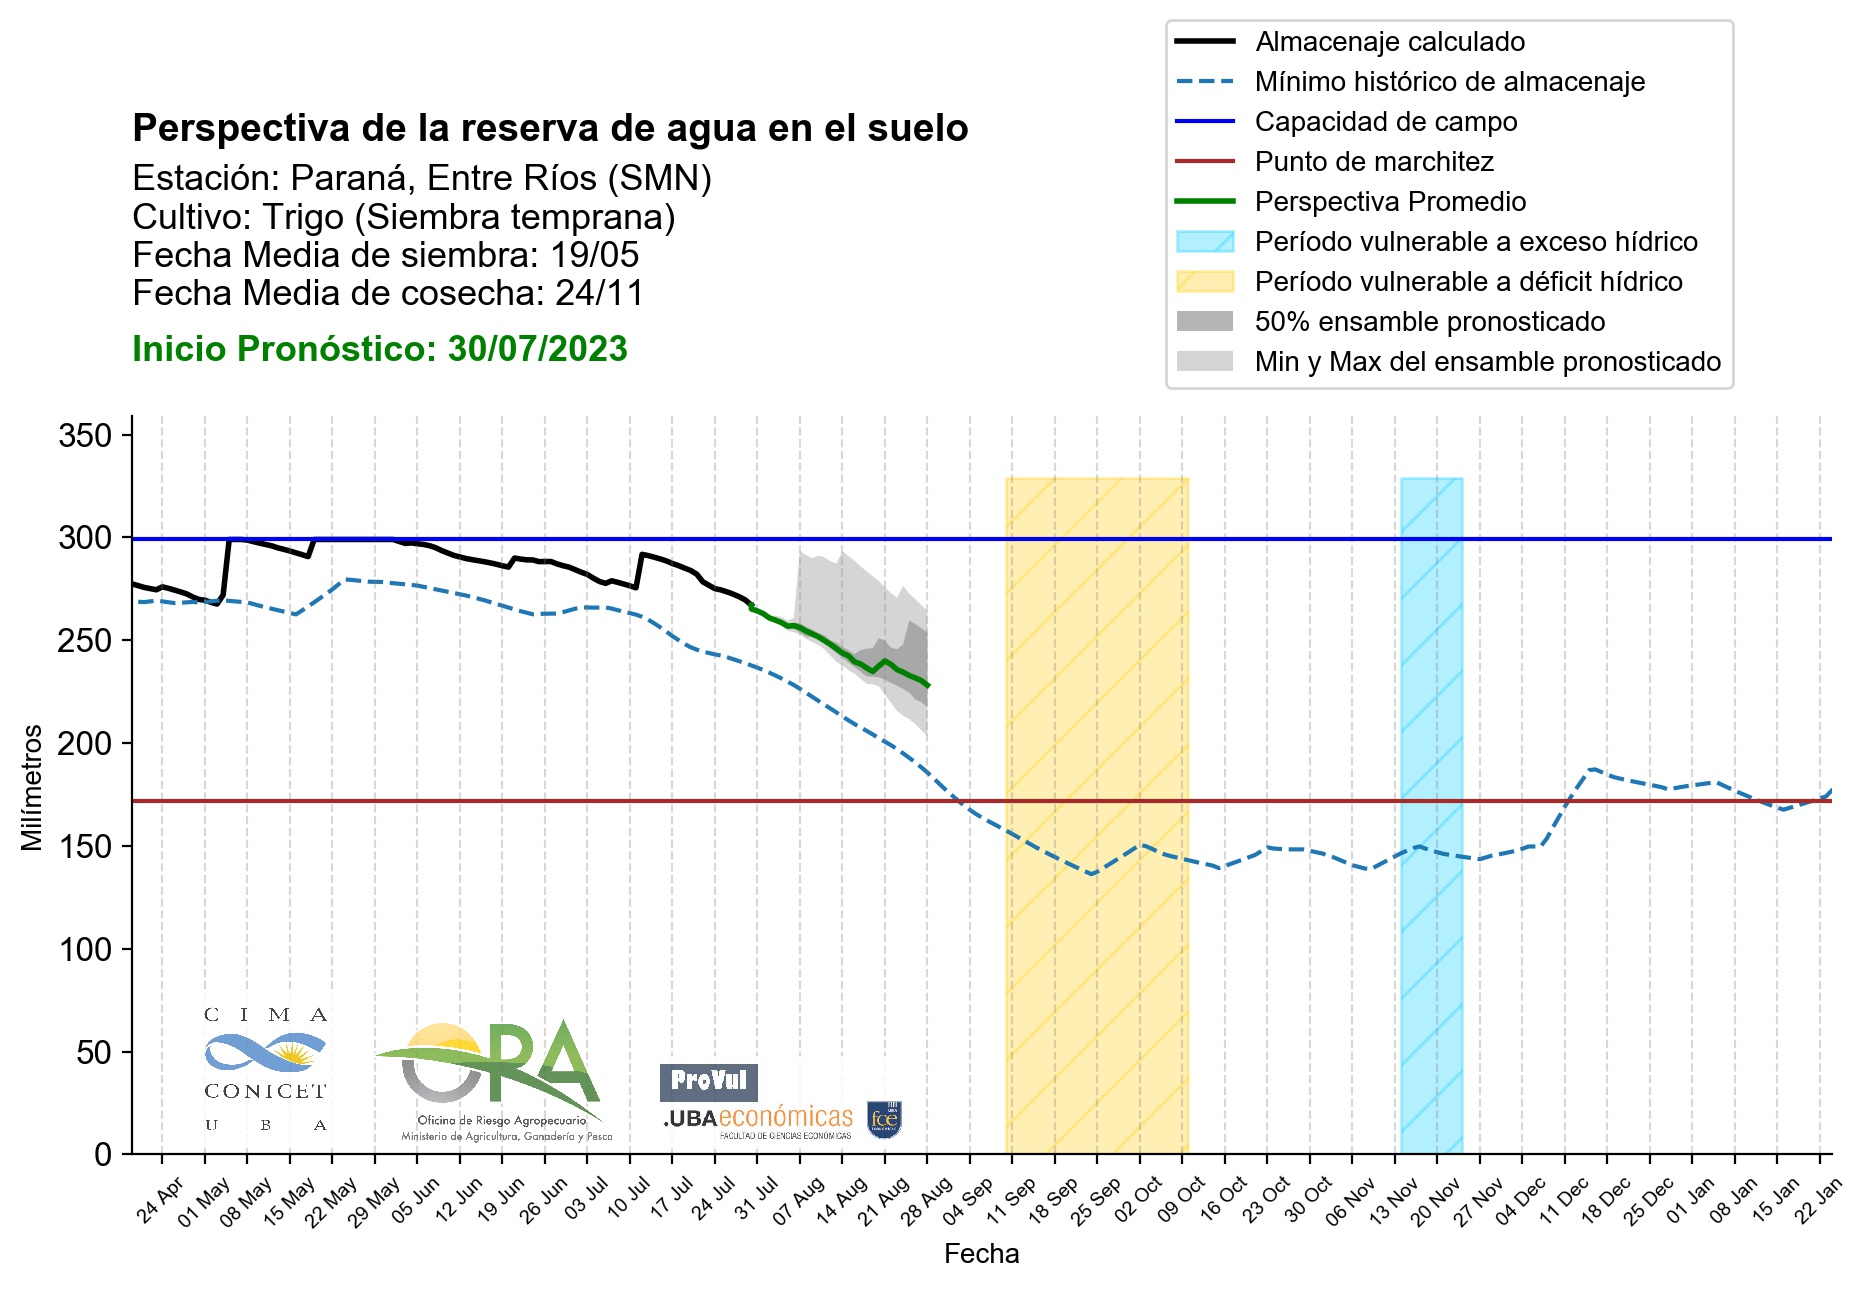 Almacenaje calculado
Mínimo histórico de almacenaje
Capacidad de campo
Punto de marchitez
Perspectiva Promedio
Período vulnerable a exceso hídrico
Período vulnerable a déficit hídrico
50% ensamble pronosticado
Min y Max del ensamble pronosticado
Perspectiva de la reserva de agua en el suelo
Estación: Paraná, Entre Ríos (SMN)
Cultivo: Trigo (Siembra temprana)
Fecha Media de siembra: 19/05
Fecha Media de cosecha: 24/11
Inicio Pronóstico: 30/07/2023
Milímetros
350
300
250
200
150
100
50
0
C I M A
CONICET
U B A
OPA
Oficina de Riesgo Agropecuario
Ministerio de Agricultura, Ganadería y Pesca
ProVul
.UBAeconómicas
FACULTAD DE CIENCIAS ECONÓMICAS
fce
24 Apr 01 May 08 May 15 May 22 May 29 May 05 Jun 12 Jun 19 Jun 26 Jun 03 Jul 10 Jul 17 Jul 24 Jul 31 Jul 07 Aug 14 Aug 21 Aug 28 Aug 04 Sep 11 Sep 18 Sep 25 Sep 02 Oct 09 Oct 16 Oct 23 Oct 30 Oct 06 Nov 13 Nov 20 Nov 27 Nov 04 Dec 11 Dec 18 Dec 25 Dec 01 Jan 08 Jan 15 Jan 22 Jan
Fecha